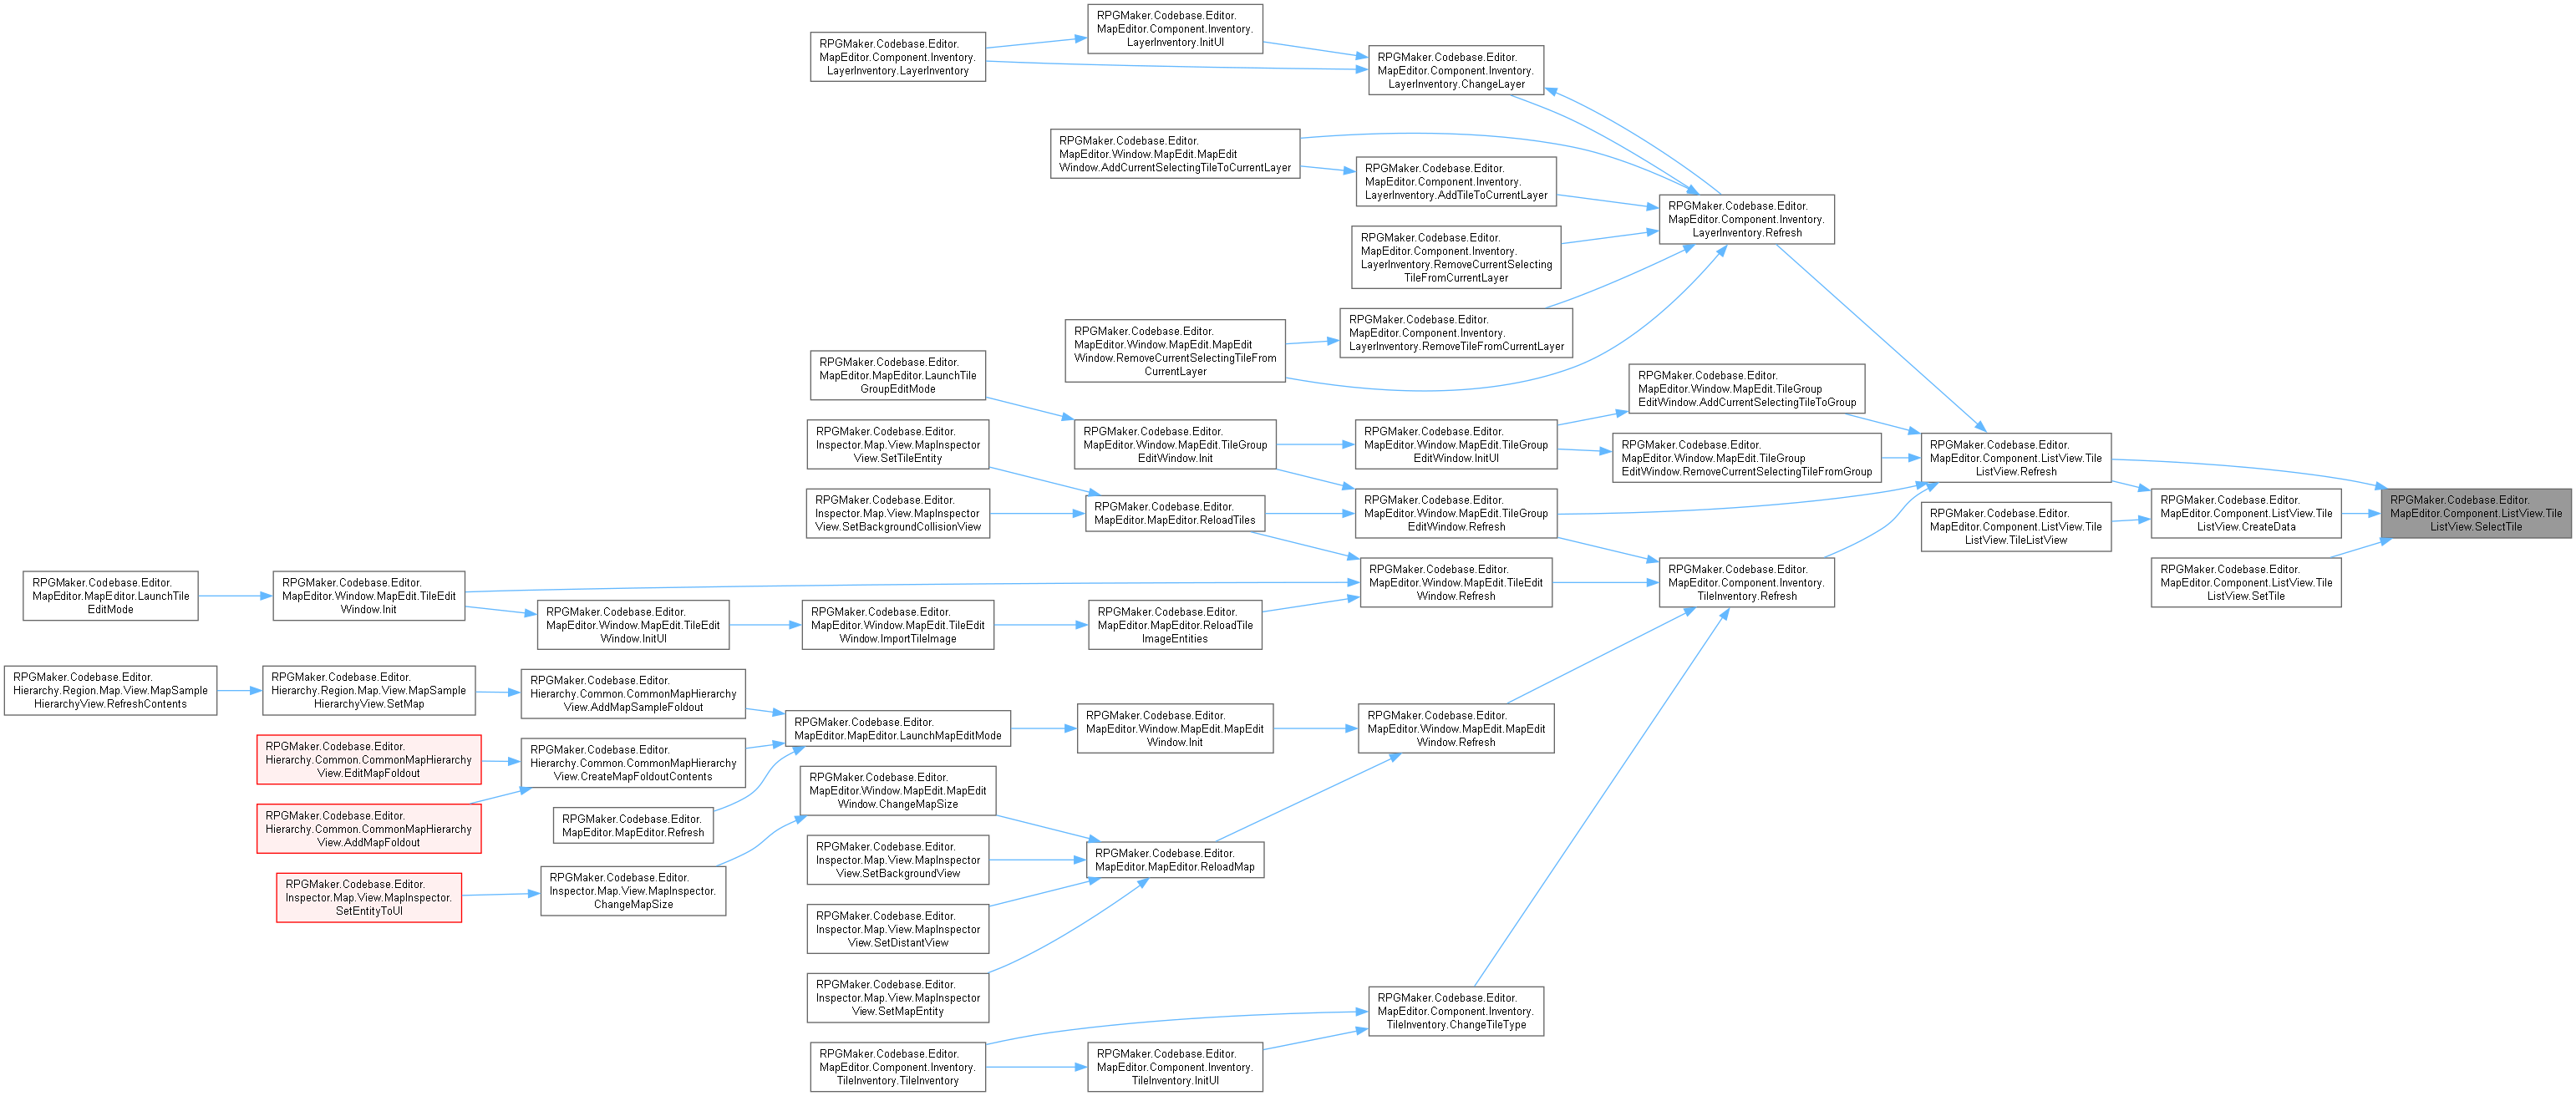 RPGMaker.Codebase.Editor.
MapEditor.Component.Inventory.
LayerInventory.InitUI
RPGMaker.Codebase.Editor.
MapEditor.Component.Inventory.
LayerInventory.LayerInventory
RPGMaker.Codebase.Editor.
MapEditor.Component.Inventory.
LayerInventory.ChangeLayer
RPGMaker.Codebase.Editor.
MapEditor.Window.MapEdit.MapEdit
Window.AddCurrentSelectingTileToCurrentLayer
RPGMaker.Codebase.Editor.
MapEditor.Component.Inventory.
LayerInventory.AddTileToCurrentLayer
RPGMaker.Codebase.Editor.
MapEditor.Component.Inventory.
LayerInventory.Refresh
RPGMaker.Codebase.Editor.
MapEditor.Component.Inventory.
LayerInventory.RemoveCurrentSelecting
TileFromCurrentLayer
RPGMaker.Codebase.Editor.
MapEditor.Component.Inventory.
LayerInventory.RemoveTileFromCurrentLayer
RPGMaker.Codebase.Editor.
MapEditor.Window.MapEdit.MapEdit
Window.RemoveCurrentSelectingTileFrom
CurrentLayer
RPGMaker.Codebase.Editor.
MapEditor.MapEditor.LaunchTile
GroupEditMode
RPGMaker.Codebase.Editor.
MapEditor.Window.MapEdit.TileGroup
EditWindow.AddCurrentSelectingTileToGroup
RPGMaker.Codebase.Editor.
Inspector.Map.View.MapInspector
View.SetTileEntity
RPGMaker.Codebase.Editor.
MapEditor.Window.MapEdit.TileGroup
EditWindow.Init
RPGMaker.Codebase.Editor.
MapEditor.Window.MapEdit.TileGroup
EditWindow.InitUI
RPGMaker.Codebase.Editor.
MapEditor.Window.MapEdit.TileGroup
EditWindow.RemoveCurrentSelectingTileFromGroup
RPGMaker.Codebase.Editor.
MapEditor.Component.ListView.Tile
ListView.Refresh
RPGMaker.Codebase.Editor.
Inspector.Map.View.MapInspector
View.SetBackgroundCollisionView
RPGMaker.Codebase.Editor.
MapEditor.MapEditor.ReloadTiles
RPGMaker.Codebase.Editor.
MapEditor.Window.MapEdit.TileGroup
EditWindow.Refresh
RPGMaker.Codebase.Editor.
MapEditor.Component.ListView.Tile
ListView.TileListView
RPGMaker.Codebase.Editor.
MapEditor.Component.ListView.Tile
ListView.CreateData
RPGMaker.Codebase.Editor.
MapEditor.Component.ListView.Tile
ListView.SelectTile
RPGMaker.Codebase.Editor.
MapEditor.Component.ListView.Tile
ListView.SetTile
RPGMaker.Codebase.Editor.
MapEditor.MapEditor.LaunchTile
EditMode
RPGMaker.Codebase.Editor.
MapEditor.Window.MapEdit.TileEdit
Window.Init
RPGMaker.Codebase.Editor.
MapEditor.Window.MapEdit.TileEdit
Window.InitUI
RPGMaker.Codebase.Editor.
MapEditor.Window.MapEdit.TileEdit
Window.ImportTileImage
RPGMaker.Codebase.Editor.
MapEditor.MapEditor.ReloadTile
ImageEntities
RPGMaker.Codebase.Editor.
MapEditor.Window.MapEdit.TileEdit
Window.Refresh
RPGMaker.Codebase.Editor.
MapEditor.Component.Inventory.
TileInventory.Refresh
RPGMaker.Codebase.Editor.
Hierarchy.Region.Map.View.MapSample
HierarchyView.RefreshContents
RPGMaker.Codebase.Editor.
Hierarchy.Region.Map.View.MapSample
HierarchyView.SetMap
RPGMaker.Codebase.Editor.
Hierarchy.Common.CommonMapHierarchy
View.AddMapSampleFoldout
RPGMaker.Codebase.Editor.
MapEditor.MapEditor.LaunchMapEditMode
RPGMaker.Codebase.Editor.
MapEditor.Window.MapEdit.MapEdit
Window.Init
RPGMaker.Codebase.Editor.
MapEditor.Window.MapEdit.MapEdit
Window.Refresh
RPGMaker.Codebase.Editor.
Hierarchy.Common.CommonMapHierarchy
View.EditMapFoldout
RPGMaker.Codebase.Editor.
Hierarchy.Common.CommonMapHierarchy
View.CreateMapFoldoutContents
RPGMaker.Codebase.Editor.
Hierarchy.Common.CommonMapHierarchy
View.AddMapFoldout
RPGMaker.Codebase.Editor.
MapEditor.MapEditor.Refresh
RPGMaker.Codebase.Editor.
MapEditor.Window.MapEdit.MapEdit
Window.ChangeMapSize
RPGMaker.Codebase.Editor.
Inspector.Map.View.MapInspector
View.SetBackgroundView
RPGMaker.Codebase.Editor.
MapEditor.MapEditor.ReloadMap
RPGMaker.Codebase.Editor.
Inspector.Map.View.MapInspector.
SetEntityToUI
RPGMaker.Codebase.Editor.
Inspector.Map.View.MapInspector.
ChangeMapSize
RPGMaker.Codebase.Editor.
Inspector.Map.View.MapInspector
View.SetDistantView
RPGMaker.Codebase.Editor.
Inspector.Map.View.MapInspector
View.SetMapEntity
RPGMaker.Codebase.Editor.
MapEditor.Component.Inventory.
TileInventory.ChangeTileType
RPGMaker.Codebase.Editor.
MapEditor.Component.Inventory.
TileInventory.TileInventory
RPGMaker.Codebase.Editor.
MapEditor.Component.Inventory.
TileInventory.InitUI